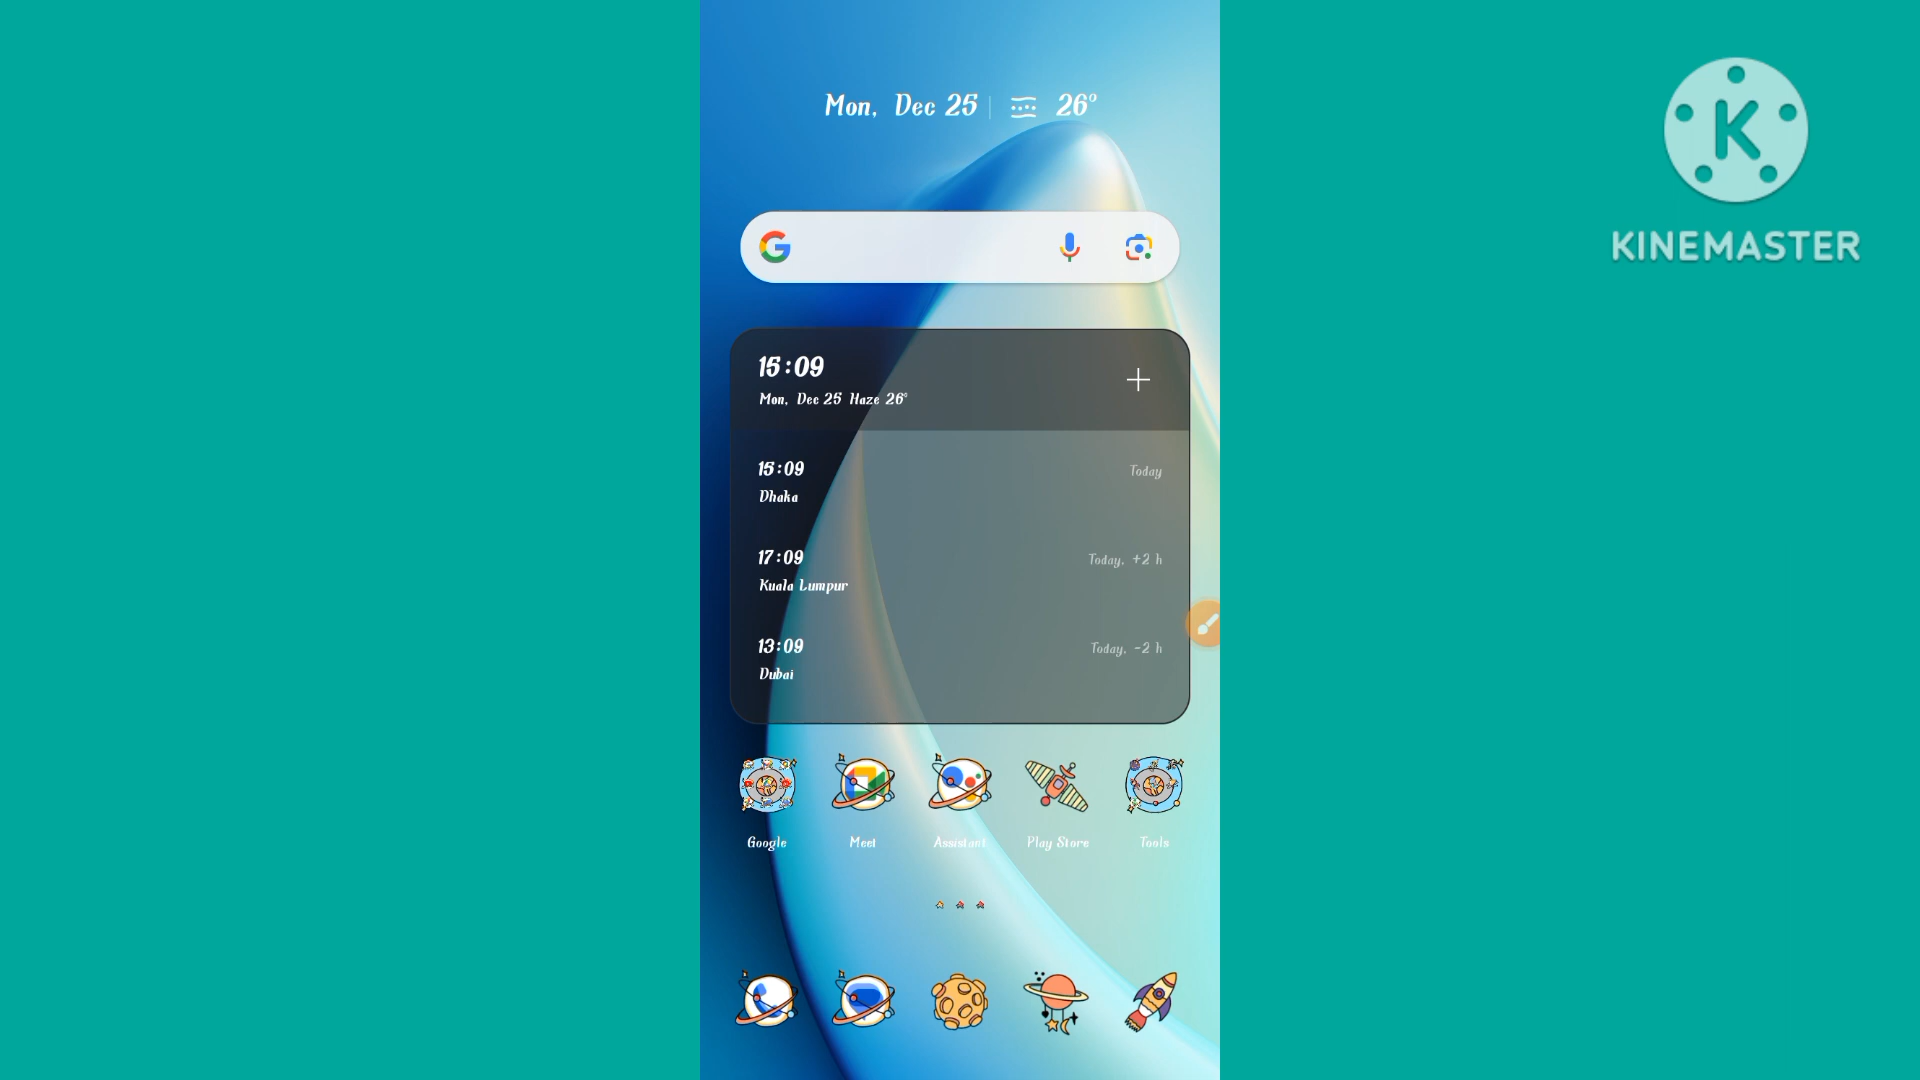 Mon, Dec 25 | 26°
K
KINEMASTER
15:09
Mon, Dec 25 Haze 26°
15:09 Today
Dhaka
17:09 Today, +2 h
Kuala Lumpur
13:09 Today, -2 h
Dubai
Google Meet Assistant Play Store Tools